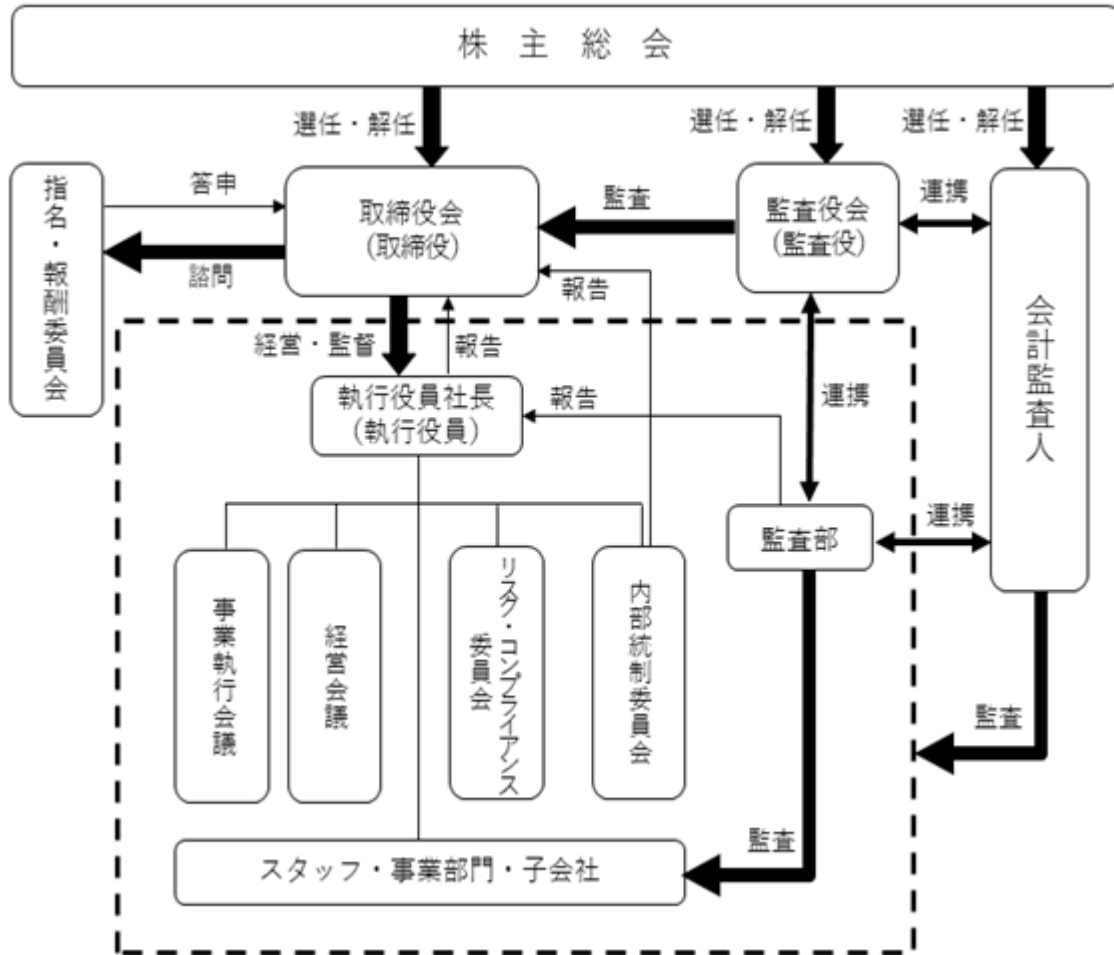 株 主 総 会
選任・解任
選任・解任
選任・解任
指名・報酬委員会
答申
諮問
取締役会
(取締役)
監査
監査役会
(監査役)
連携
会計監査人
報告
経営・監督
報告
執行役員社長
(執行役員)
報告
連携
監査部
連携
事業執行会議
経営会議
リスク・コンプライアンス
委員会
内部統制委員会
監査
監査
スタッフ・事業部門・子会社